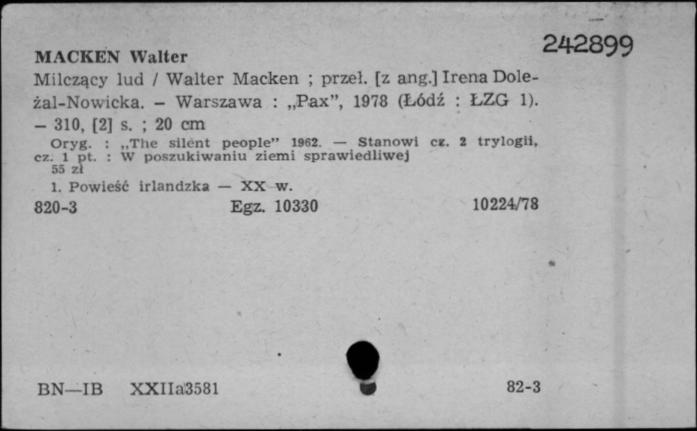 242899
MACKEN Walter
Milczący lud / Walter Macken ; przeł. [z ang.] Irena Dole-
żal-Nowicka. — Warszawa : „Pax”, 1978 (Łódź : ŁZG 1).
— 310, [2] s. ; 20 cm
Oryg. : „The silent people” 1962. — Stanowi cz. 2 trylogii,
cz. 1 pt. : W poszukiwaniu ziemi sprawiedliwej
55 zł
1. Powieść irlandzka — XX w.
820-3 Egz. 10330 10224/78
BN—IB XXIIa3581 82-3